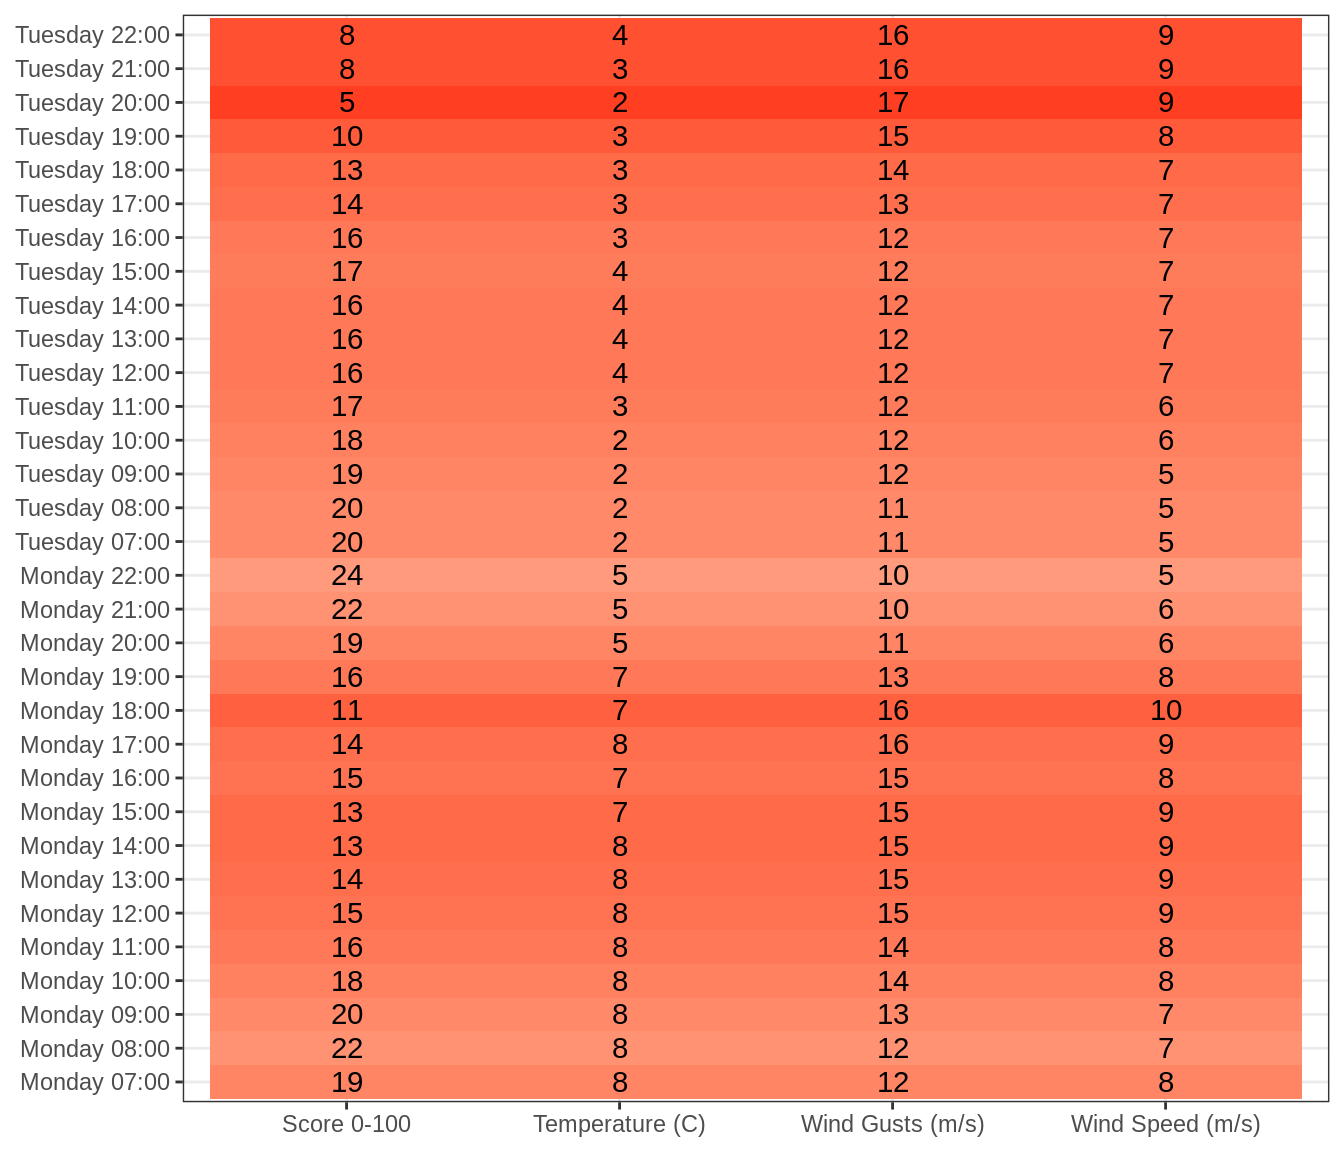 Tuesday 22:00 8 4 16 9
Tuesday 21:00 8 3 16 9
Tuesday 20:00 5 2 17 9
Tuesday 19:00 10 3 15 8
Tuesday 18:00 13 3 14 7
Tuesday 17:00 14 3 13 7
Tuesday 16:00 16 3 12 7
Tuesday 15:00 17 4 12 7
Tuesday 14:00 16 4 12 7
Tuesday 13:00 16 4 12 7
Tuesday 12:00 16 4 12 7
Tuesday 11:00 17 3 12 6
Tuesday 10:00 18 2 12 6
Tuesday 09:00 19 2 12 5
Tuesday 08:00 20 2 11 5
Tuesday 07:00 20 2 11 5
Monday 22:00 24 5 10 5
Monday 21:00 22 5 10 6
Monday 20:00 19 5 11 6
Monday 19:00 16 7 13 8
Monday 18:00 11 7 16 10
Monday 17:00 14 8 16 9
Monday 16:00 15 7 15 8
Monday 15:00 13 7 15 9
Monday 14:00 13 8 15 9
Monday 13:00 14 8 15 9
Monday 12:00 15 8 15 9
Monday 11:00 16 8 14 8
Monday 10:00 18 8 14 8
Monday 09:00 20 8 13 7
Monday 08:00 22 8 12 7
Monday 07:00 19 8 12 8
Score 0-100 Temperature (C) Wind Gusts (m/s) Wind Speed (m/s)